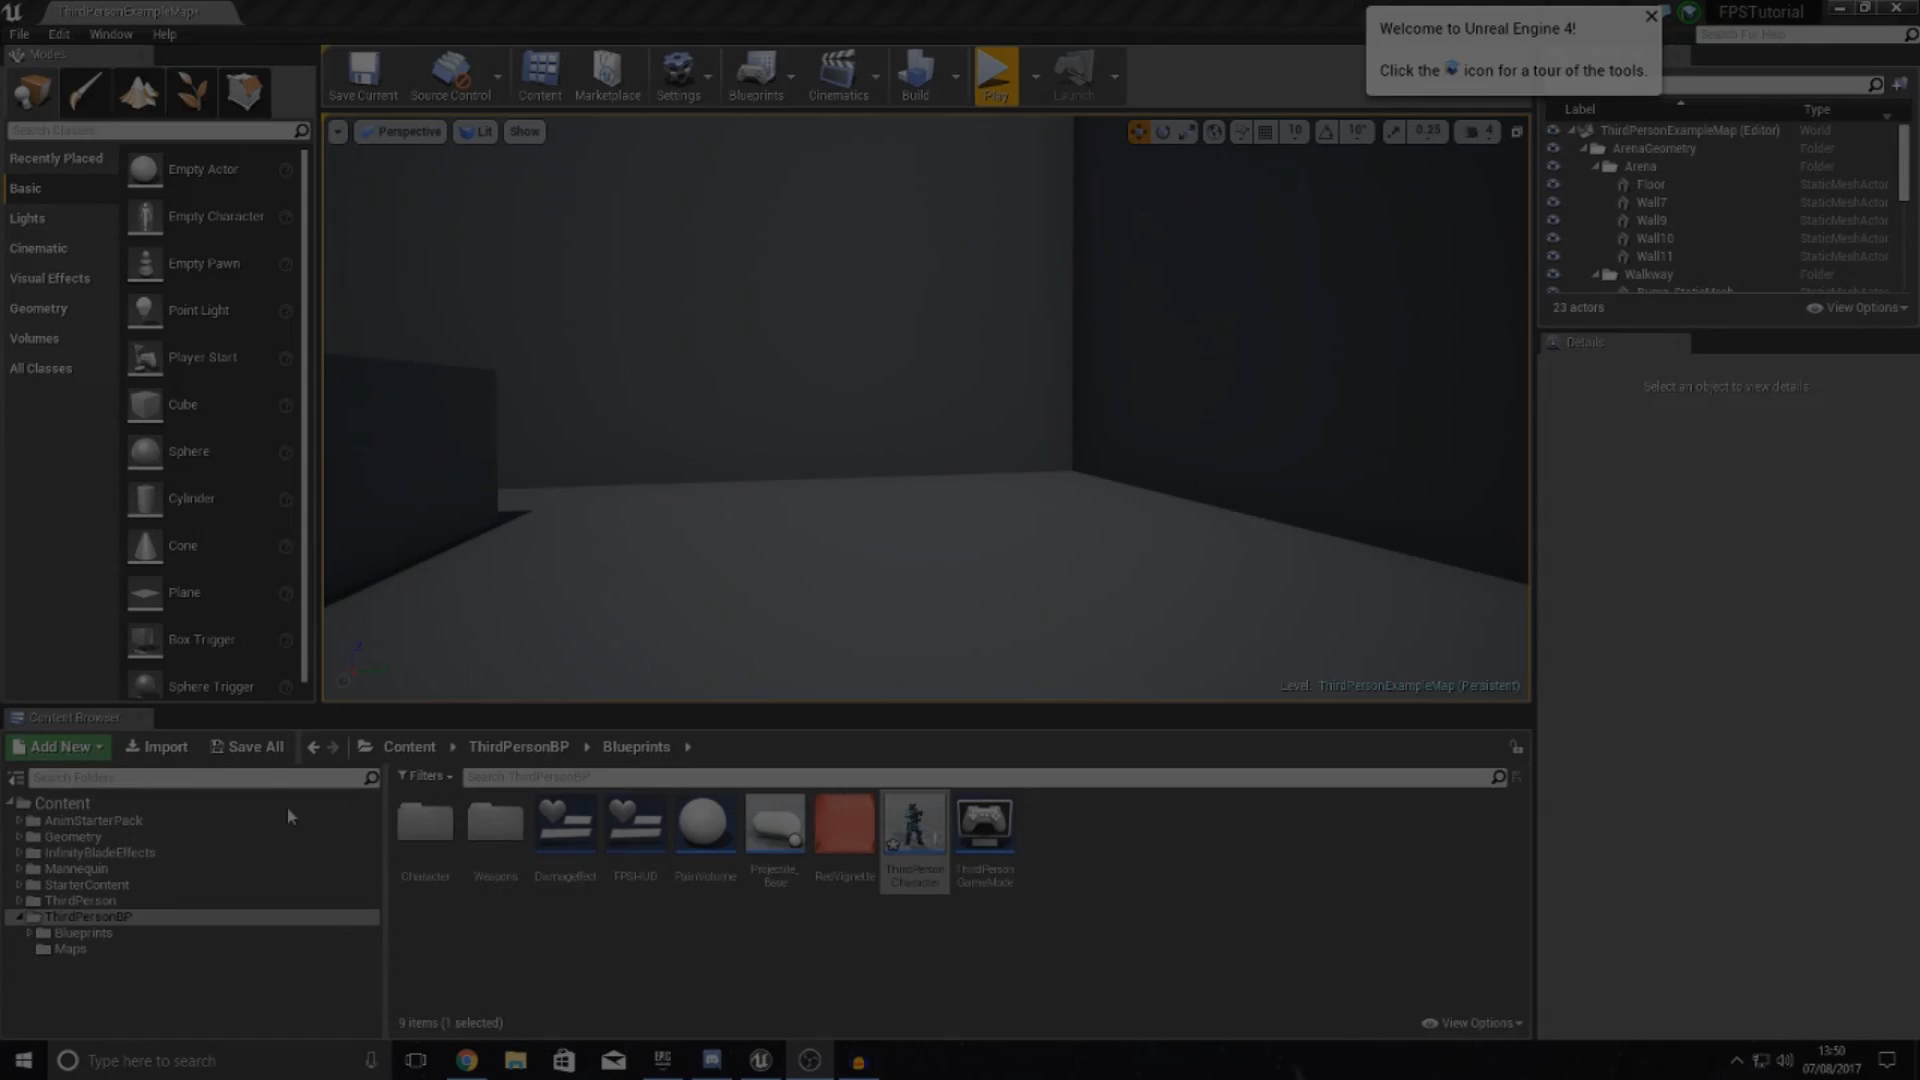 ThirdPersonExampleMap*
FPSTutorial
File Edit Window Help
Search For Help
Welcome to Unreal Engine 4!
Click the icon for a tour of the tools.
Modes
Save Current
Source Control
Content
Marketplace
Settings
Blueprints
Cinematics
Build
Play
Launch
Search Classes
Recently Placed
Basic
Lights
Cinematic
Visual Effects
Geometry
Volumes
All Classes
Empty Actor
Empty Character
Empty Pawn
Point Light
Player Start
Cube
Sphere
Cylinder
Cone
Plane
Box Trigger
Sphere Trigger
Perspective Lit Show
10 10° 0.25 4
Level: ThirdPersonExampleMap (Persistent)
Label Type
ThirdPersonExampleMap (Editor) World
ArenaGeometry Folder
Arena Folder
Floor StaticMeshActor
Wall7 StaticMeshActor
Wall9 StaticMeshActor
Wall10 StaticMeshActor
Wall11 StaticMeshActor
Walkway Folder
23 actors View Options
Details
Select an object to view details.
Content Browser
Add New Import Save All Content ThirdPersonBP Blueprints
Search Folders
Filters Search ThirdPersonBP
Content
AnimStarterPack
Geometry
InfinityBladeEffects
Mannequin
StarterContent
ThirdPerson
ThirdPersonBP
Blueprints
Maps
Character
Weapons
Dameffect
FPSHUD
PainVolume
Projectile_
Base
RedVignette
ThirdPerson
Character
ThirdPerson
GameMode
9 items (1 selected) View Options
Type here to search
13:50
07/08/2017